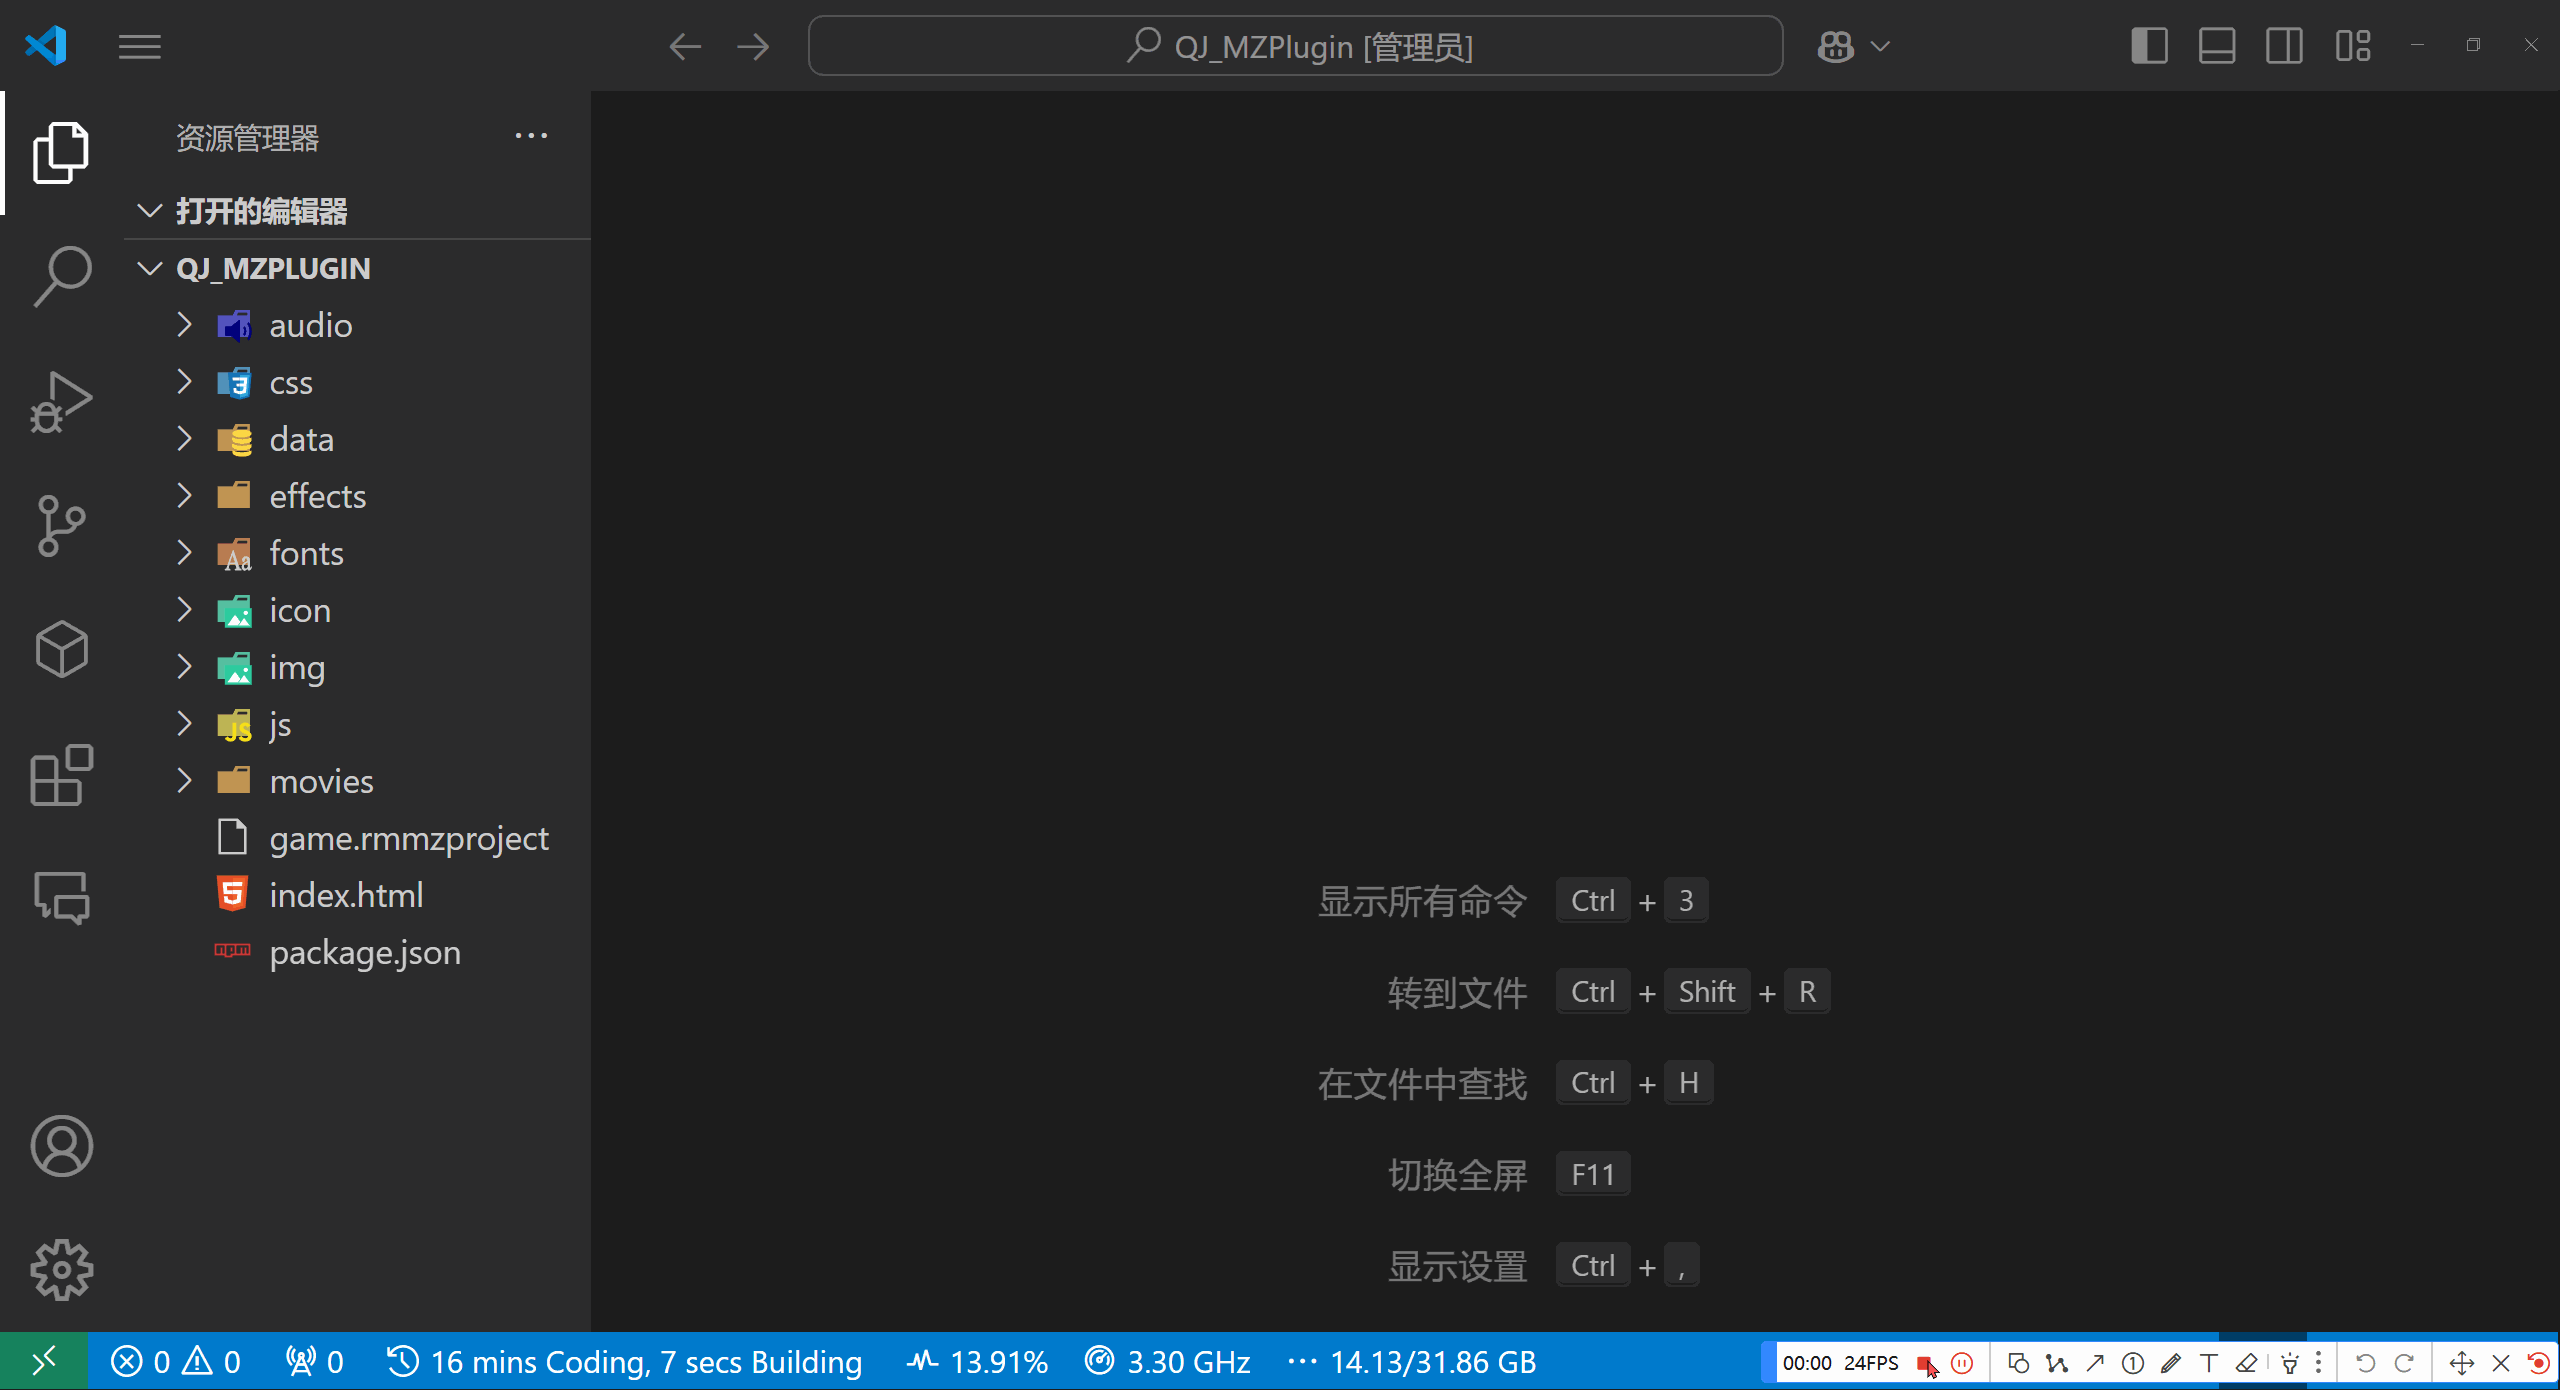 QJ_MZPlugin [管理员]
资源管理器
打开的编辑器
QJ_MZPLUGIN
audio
css
data
effects
fonts
icon
img
js
movies
game.rmmzproject
index.html
package.json
显示所有命令 Ctrl + 3
转到文件 Ctrl + Shift + R
在文件中查找 Ctrl + H
切换全屏 F11
显示设置 Ctrl + ,
0 0 0 16 mins Coding, 7 secs Building 13.91% 3.30 GHz 14.13/31.86 GB 00:00 24FPS